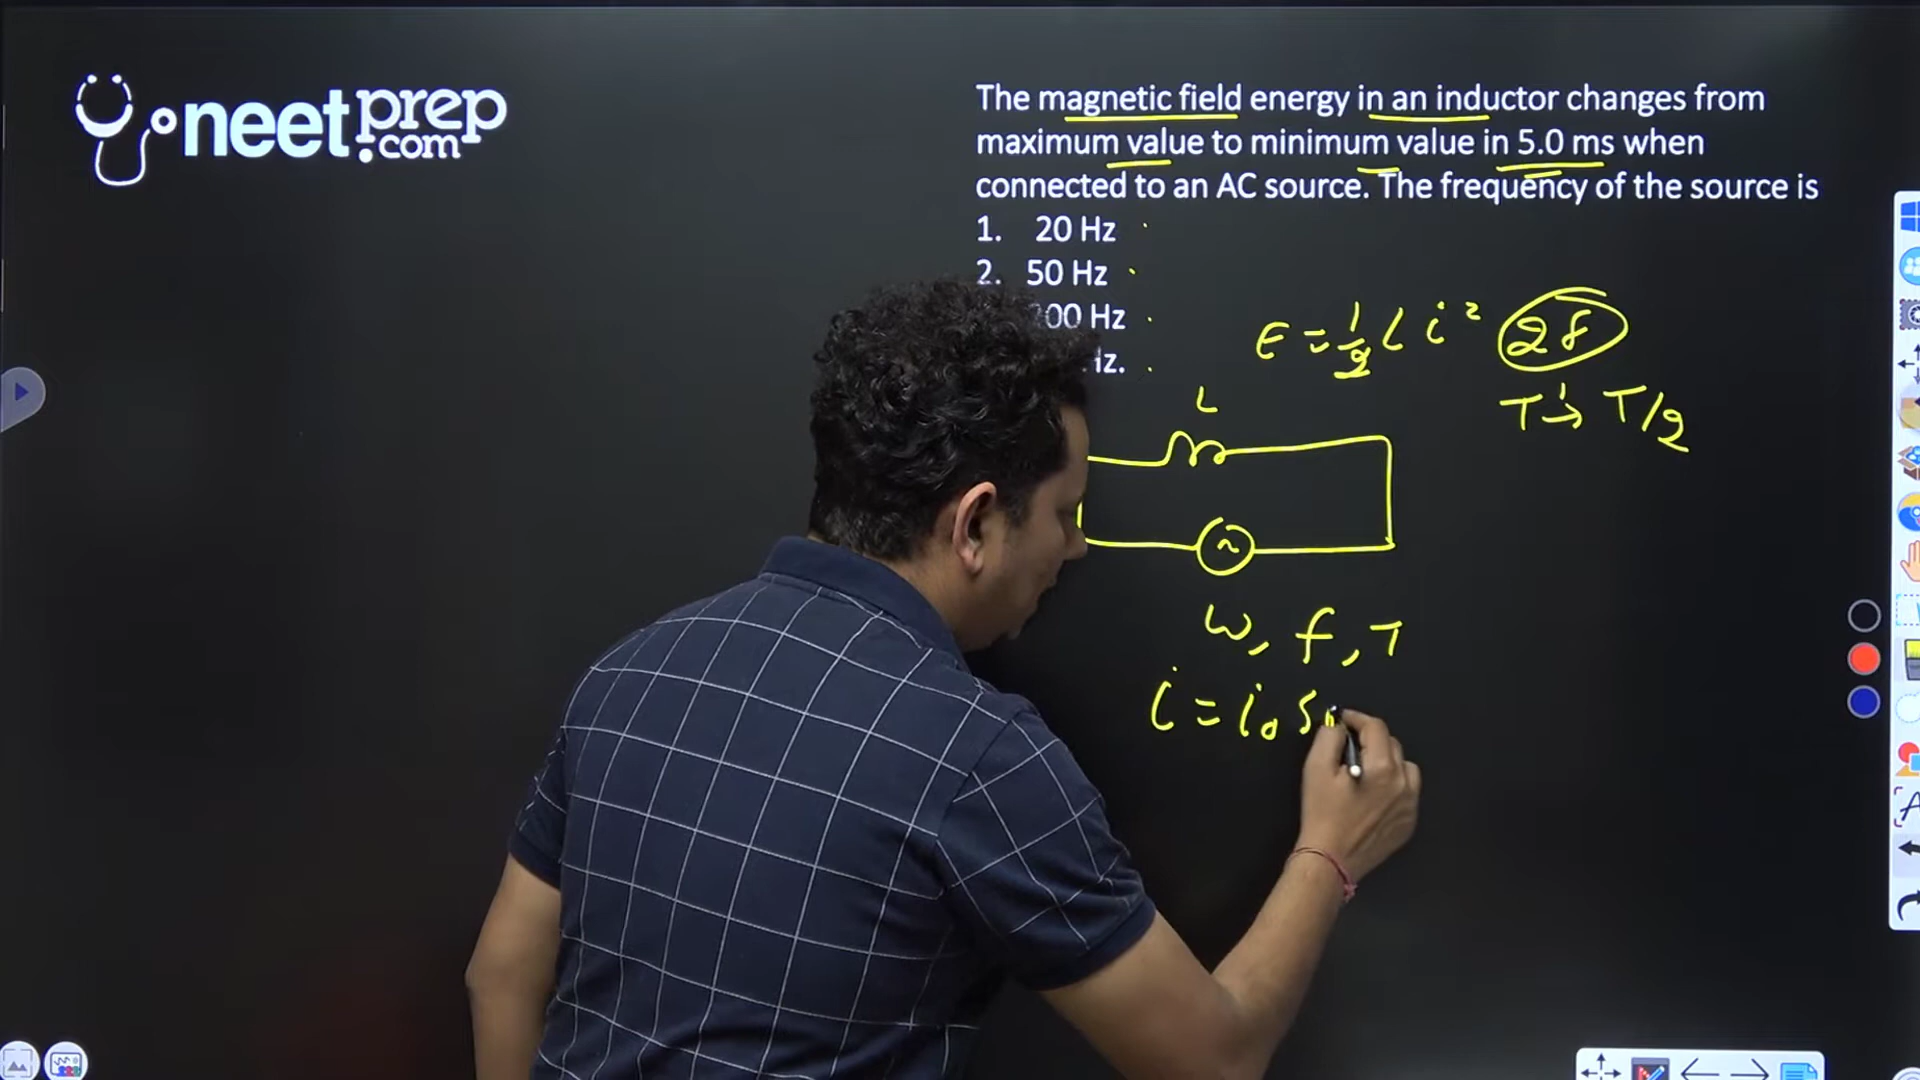 neetprep
.com
The magnetic field energy in an inductor changes from
maximum value to minimum value in 5.0 ms when
connected to an AC source. The frequency of the source is
1. 20 Hz
2. 50 Hz
00 Hz
Hz.
E = 1/2 L i² 2f
T' → T/2
L
~
ω, f, T
i = i₀ s